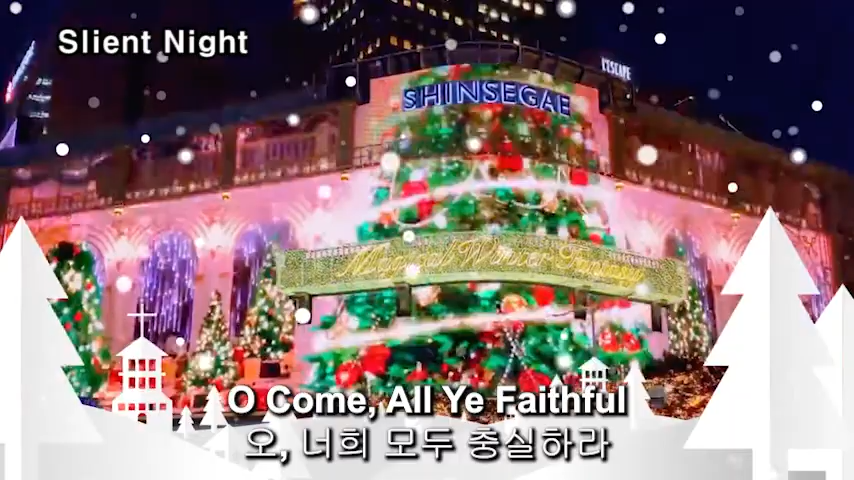 Slient Night
L'ESCAPE
SHINSEGAE
Magical Winter Fantasy
O Come, All Ye Faithful
오, 너희 모두 충실하라